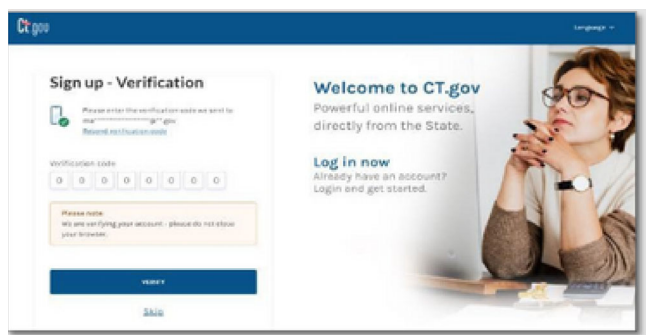 Ct gov
Language
Sign up - Verification
Please enter the verification code we sent to
Resend verification code
Verification code
0 0 0 0 0 0 0 0
Please note
We are verifying your account - please do not close
your browser.
VERIFY
Skip
Welcome to CT.gov
Powerful online services,
directly from the State.
Log in now
Already have an account?
Login and get started.